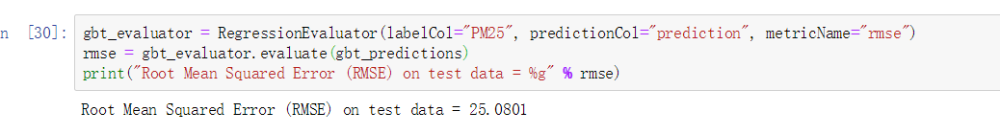 n [30]: gbt_evaluator = RegressionEvaluator(labelCol="PM25", predictionCol="prediction", metricName="rmse")
rmse = gbt_evaluator.evaluate(gbt_predictions)
print("Root Mean Squared Error (RMSE) on test data = %g" % rmse)
Root Mean Squared Error (RMSE) on test data = 25.0801